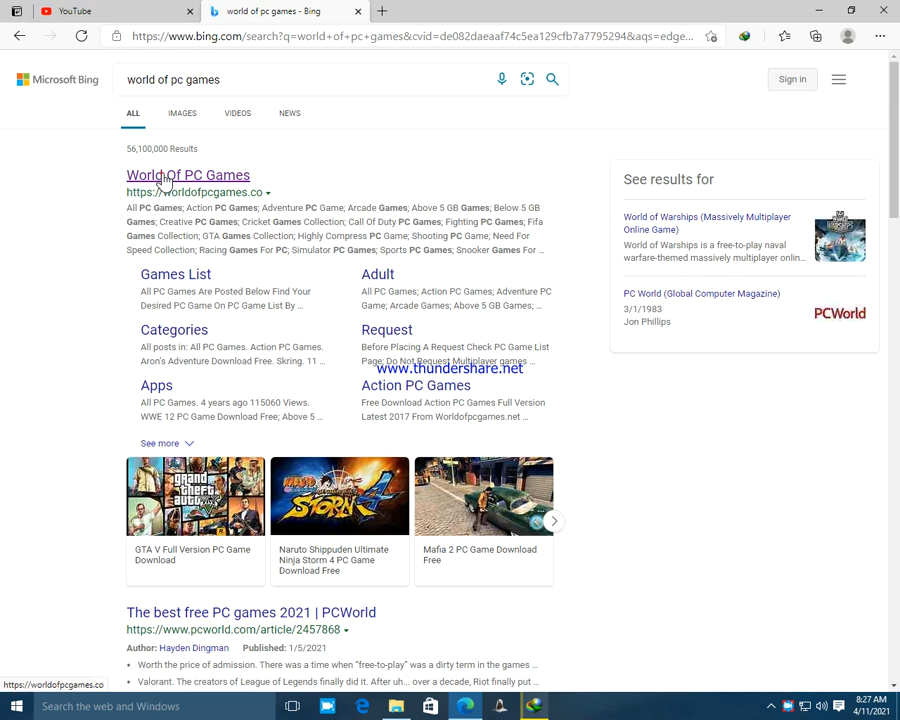 YouTube
world of pc games - Bing
https://www.bing.com/search?q=world+of+pc+games&cvid=de082daeaaf74c5ea129cfb7a7795294&aqs=edge...
Microsoft Bing
world of pc games
Sign in
ALL
IMAGES
VIDEOS
NEWS
56,100,000 Results
World Of PC Games
https://worldofpcgames.co
All PC Games; Action PC Games; Adventure PC Game; Arcade Games; Above 5 GB Games; Below 5 GB
Games; Creative PC Games; Cricket Games Collection; Call Of Duty PC Games; Fighting PC Games; Fifa
Games Collection; GTA Games Collection; Highly Compress PC Game; Shooting PC Game; Need For
Speed Collection; Racing Games For PC; Simulator PC Games; Sports PC Games; Snooker Games For ...
Games List
All PC Games Are Posted Below Find Your
Desired PC Game On PC Game List By ...
Adult
All PC Games; Action PC Games; Adventure PC
Game; Arcade Games; Above 5 GB Games; ...
Categories
All posts in: All PC Games. Action PC Games.
Aron's Adventure Download Free. Skring. 11 ...
Request
Before Placing A Request Check PC Game List
Page; Do Not Request Multiplayer games ...
www.thundershare.net
Apps
All PC Games. 4 years ago 115060 Views.
WWE 12 PC Game Download Free; Above 5 ...
Action PC Games
Free Download Action PC Games Full Version
Latest 2017 From Worldofpcgames.net ...
See more
grand
theft
auto
V
NARUTO
SHIPPUDEN
STORM 4
GTA V Full Version PC Game
Download
Naruto Shippuden Ultimate
Ninja Storm 4 PC Game
Download Free
Mafia 2 PC Game Download
Free
The best free PC games 2021 | PCWorld
https://www.pcworld.com/article/2457868
Author: Hayden Dingman Published: 1/5/2021
Worth the price of admission. There was a time when "free-to-play" was a dirty term in the games ...
Valorant. The creators of League of Legends finally did it. After uh... over a decade, Riot finally put ...
See results for
World of Warships (Massively Multiplayer
Online Game)
World of Warships is a free-to-play naval
warfare-themed massively multiplayer onlin...
PC World (Global Computer Magazine)
3/1/1983
Jon Phillips
PCWorld
https://worldofpcgames.co
Search the web and Windows
8:27 AM
4/11/2021